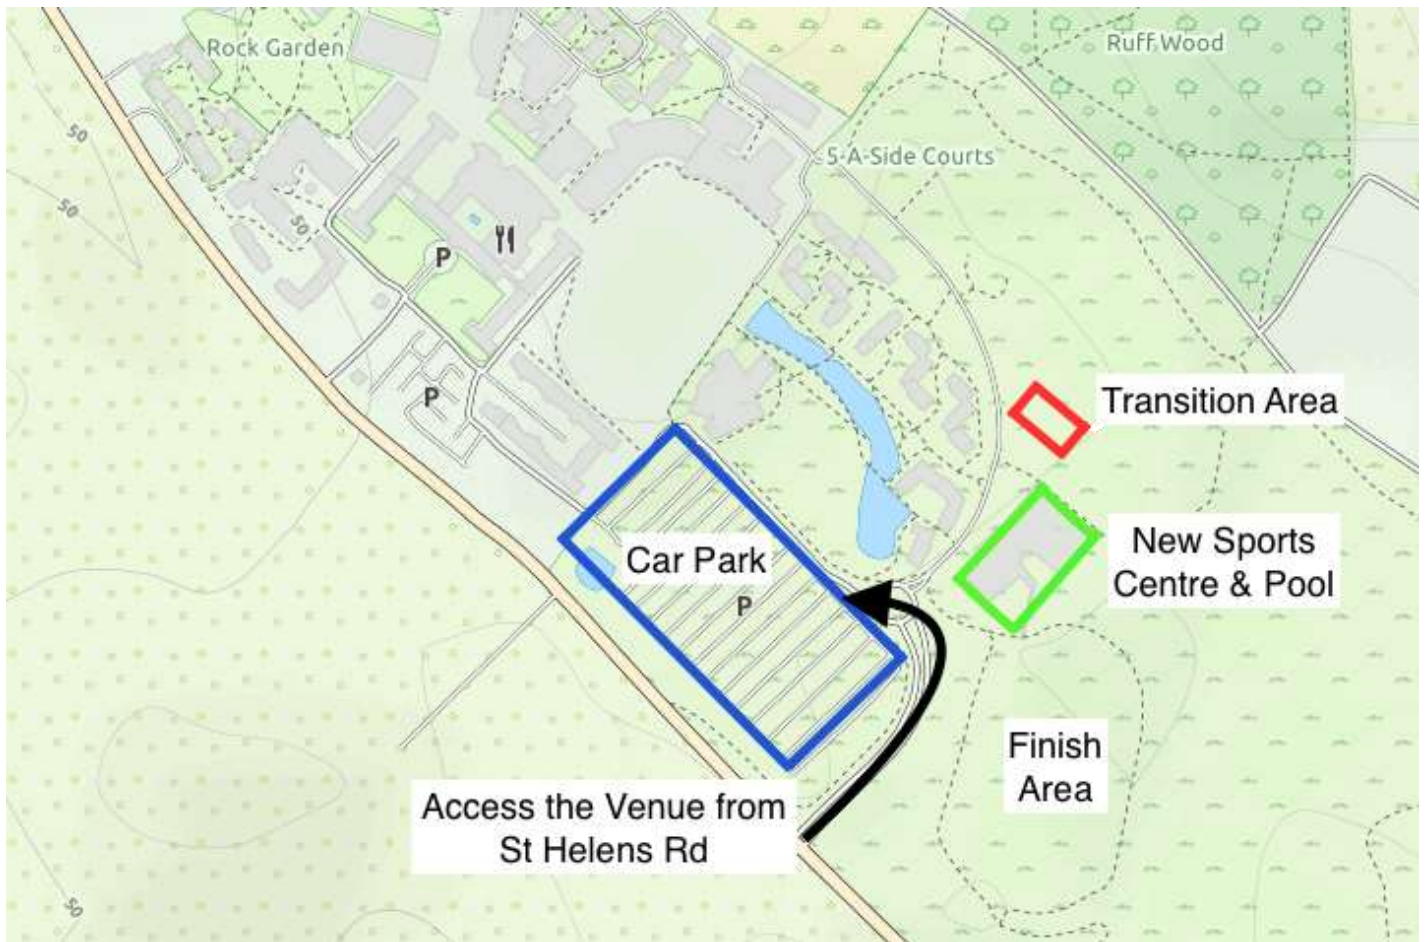 Rock Garden
Ruff Wood
50
5-A-Side Courts
50
50
P
P
Transition Area
New Sports
Centre & Pool
Car Park
P
Finish
Area
Access the Venue from
St Helens Rd
50